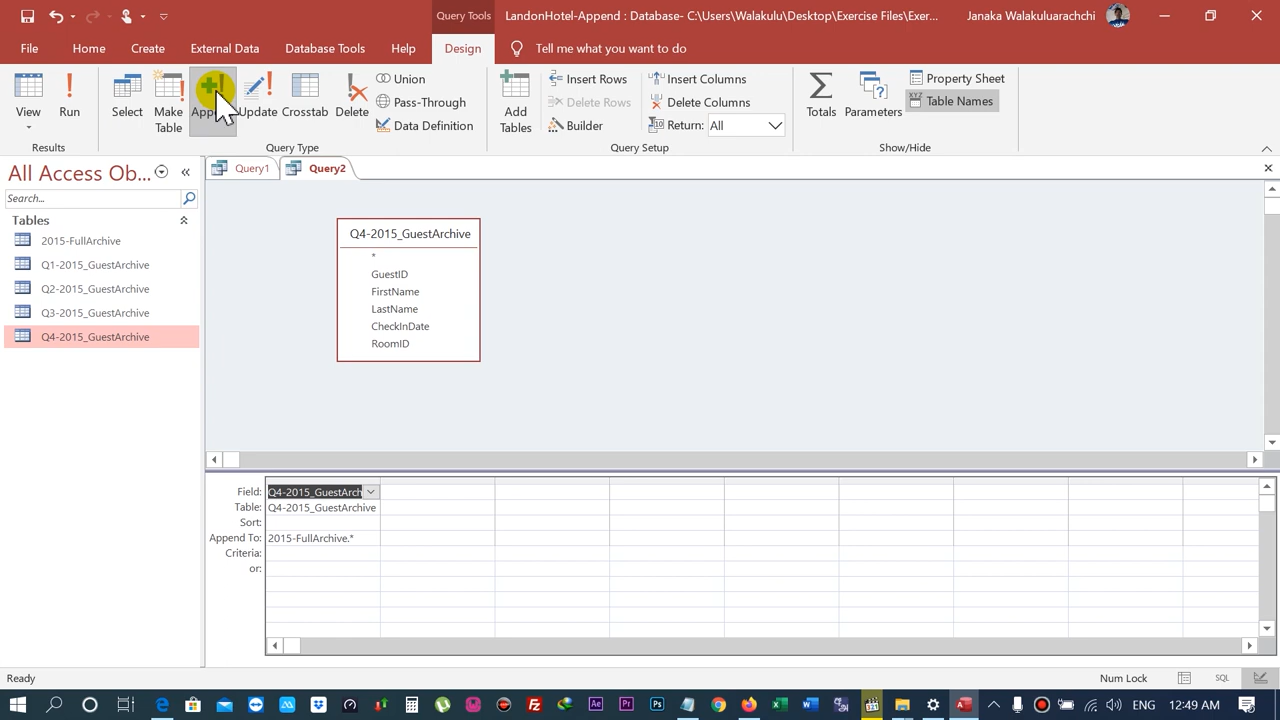 Query Tools
LandonHotel-Append : Database- C:\Users\Walakulu\Desktop\Exercise Files\Exer...
Janaka Walakuluarachchi
File
Home
Create
External Data
Database Tools
Help
Design
Tell me what you want to do
View
Run
Select
Make
Table
Update
Crosstab
Delete
Union
Pass-Through
Data Definition
Add
Tables
Insert Rows
Delete Rows
Builder
Insert Columns
Delete Columns
Return: All
Totals
Parameters
Property Sheet
XYZ Table Names
Results
Query Type
Query Setup
Show/Hide
All Access Ob...
Search...
Tables
2015-FullArchive
Q1-2015_GuestArchive
Q2-2015_GuestArchive
Q3-2015_GuestArchive
Q4-2015_GuestArchive
Query1
Query2
Q4-2015_GuestArchive
*
GuestID
FirstName
LastName
CheckInDate
RoomID
Field: Q4-2015_GuestArch
Table: Q4-2015_GuestArchive
Sort:
Append To: 2015-FullArchive.*
Criteria:
or:
Ready
Num Lock
SQL
ENG
12:49 AM